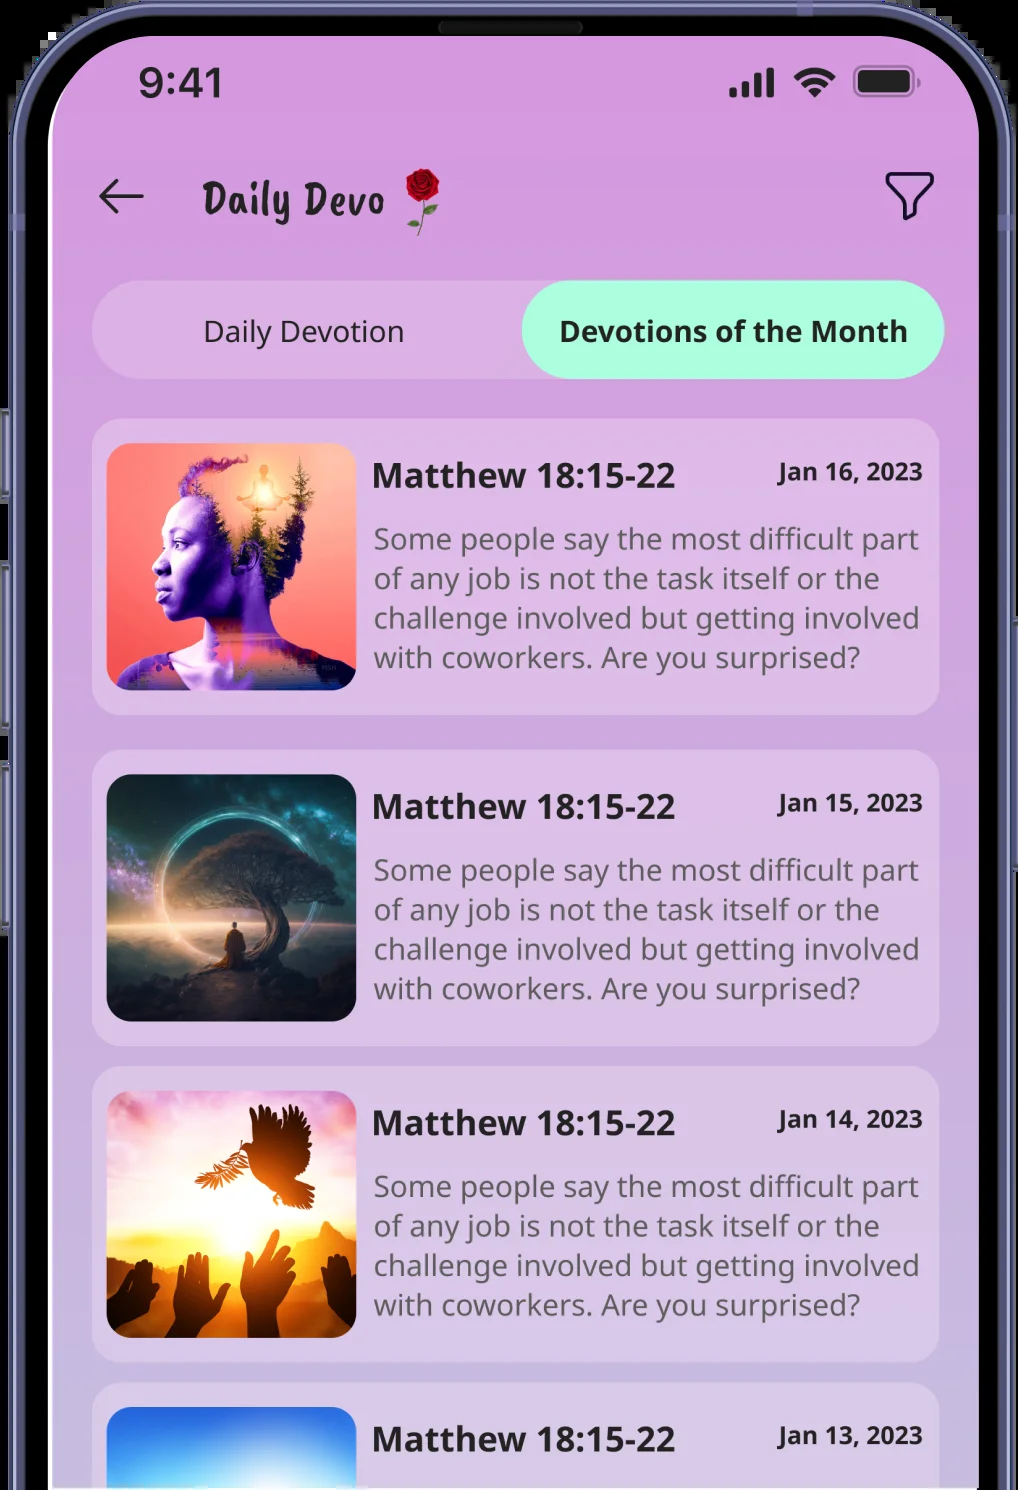 9:41
Daily Devo
Daily Devotion
Devotions of the Month
Matthew 18:15-22
Jan 16, 2023
Some people say the most difficult part
of any job is not the task itself or the
challenge involved but getting involved
with coworkers. Are you surprised?
Matthew 18:15-22
Jan 15, 2023
Some people say the most difficult part
of any job is not the task itself or the
challenge involved but getting involved
with coworkers. Are you surprised?
Matthew 18:15-22
Jan 14, 2023
Some people say the most difficult part
of any job is not the task itself or the
challenge involved but getting involved
with coworkers. Are you surprised?
Matthew 18:15-22
Jan 13, 2023